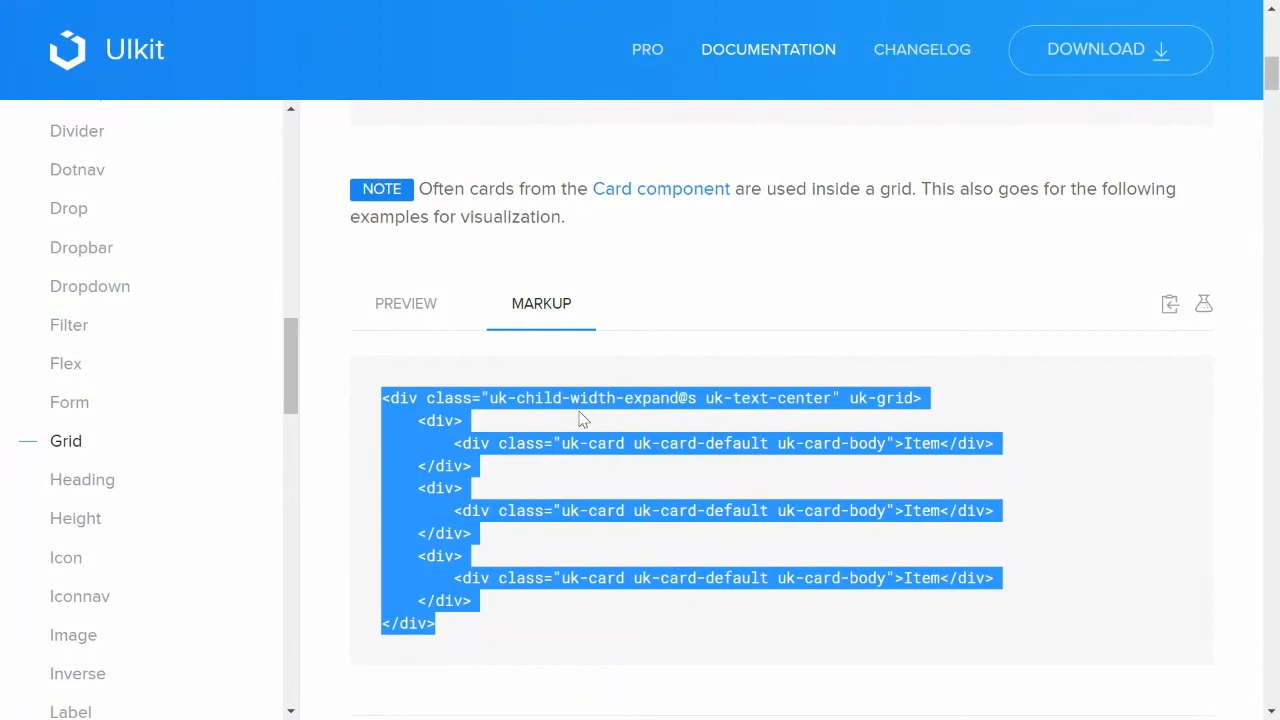 UIkit
PRO
DOCUMENTATION
CHANGELOG
DOWNLOAD
Divider
Dotnav
Drop
Dropbar
Dropdown
Filter
Flex
Form
Grid
Heading
Height
Icon
Iconnav
Image
Inverse
Label
NOTE Often cards from the Card component are used inside a grid. This also goes for the following
examples for visualization.
PREVIEW
MARKUP
<div class="uk-child-width-expand@s uk-text-center" uk-grid>
    <div>
        <div class="uk-card uk-card-default uk-card-body">Item</div>
    </div>
    <div>
        <div class="uk-card uk-card-default uk-card-body">Item</div>
    </div>
    <div>
        <div class="uk-card uk-card-default uk-card-body">Item</div>
    </div>
</div>